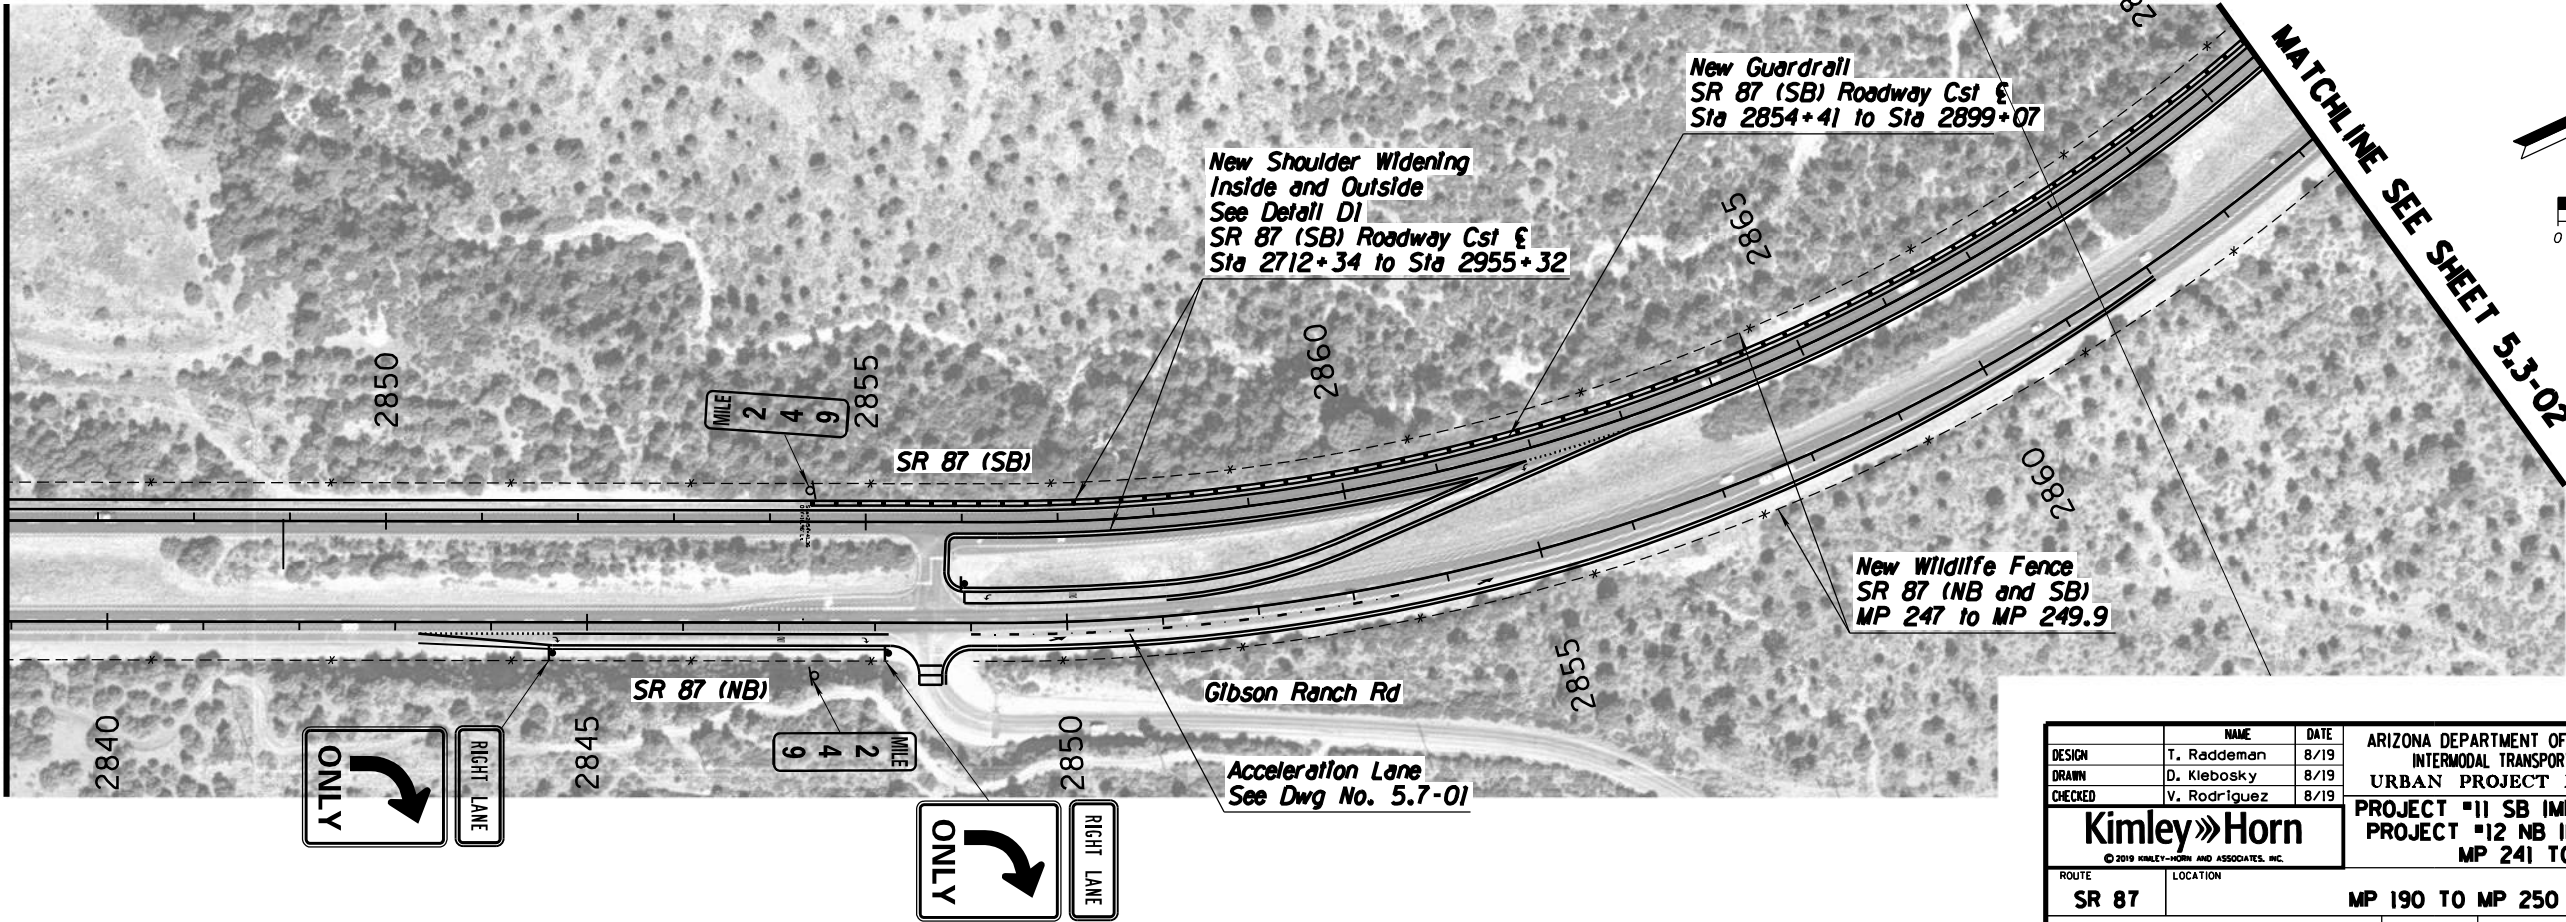 New Guardrail
SR 87 (SB) Roadway Cst ℄
Sta 2854+41 to Sta 2899+07
MATCHLINE SEE SHEET 5.3-02
New Shoulder Widening
Inside and Outside
See Detail D1
SR 87 (SB) Roadway Cst ℄
Sta 2712+34 to Sta 2955+32
2865
0
2860
2850
2855
MILE
2
4
9
SR 87 (SB)
2860
New Wildlife Fence
SR 87 (NB and SB)
MP 247 to MP 249.9
2855
SR 87 (NB)
Gibson Ranch Rd
2840
2845
2850
MILE
2
4
9
RIGHT LANE
ONLY
Acceleration Lane
See Dwg No. 5.7-01
RIGHT LANE
ONLY
NAME DATE
DESIGN T. Raddeman 8/19
DRAWN D. Klebosky 8/19
CHECKED V. Rodriguez 8/19
Kimley»Horn
© 2019 KIMLEY-HORN AND ASSOCIATES, INC.
ARIZONA DEPARTMENT OF
INTERMODAL TRANSPOR
URBAN PROJECT
PROJECT #11 SB IM
PROJECT #12 NB I
MP 241 TO
ROUTE LOCATION
SR 87 MP 190 TO MP 250